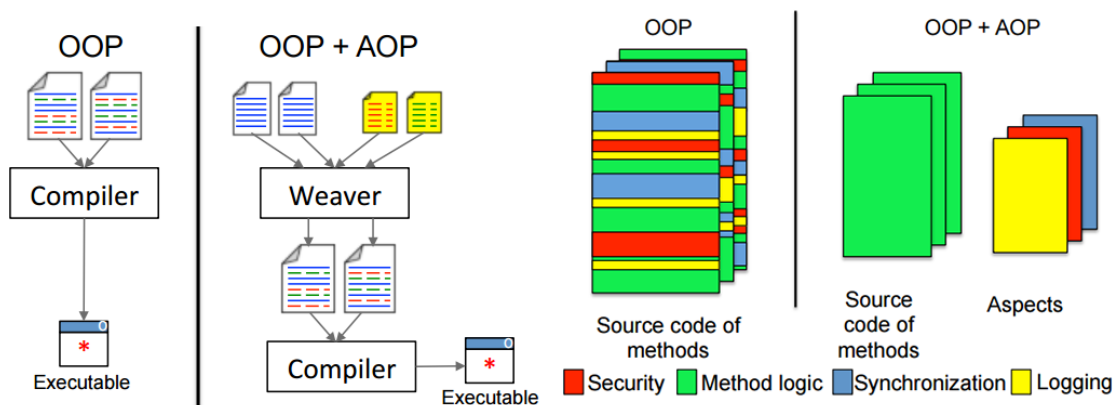 OOP
Compiler
*
Executable
OOP + AOP
Weaver
Compiler
*
Executable
OOP
Source code of
methods
OOP + AOP
Source
code of
methods
Aspects
Security
Method logic
Synchronization
Logging